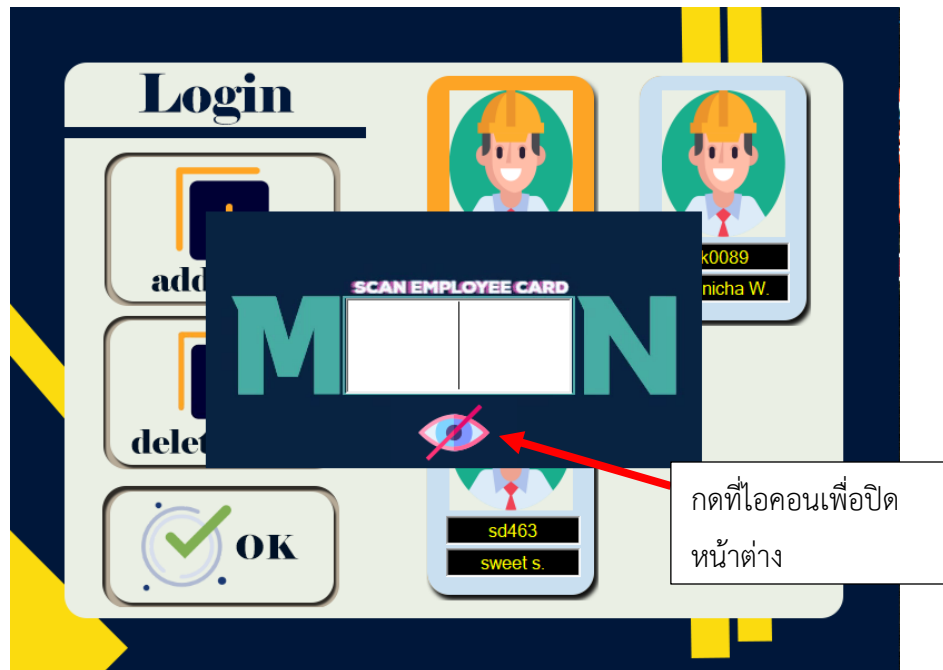 Login
add
SCAN EMPLOYEE CARD
M N
k0089
nicha W.
delet
OK
sd463
sweet s.
กดที่ไอคอนเพื่อปิด
หน้าต่าง